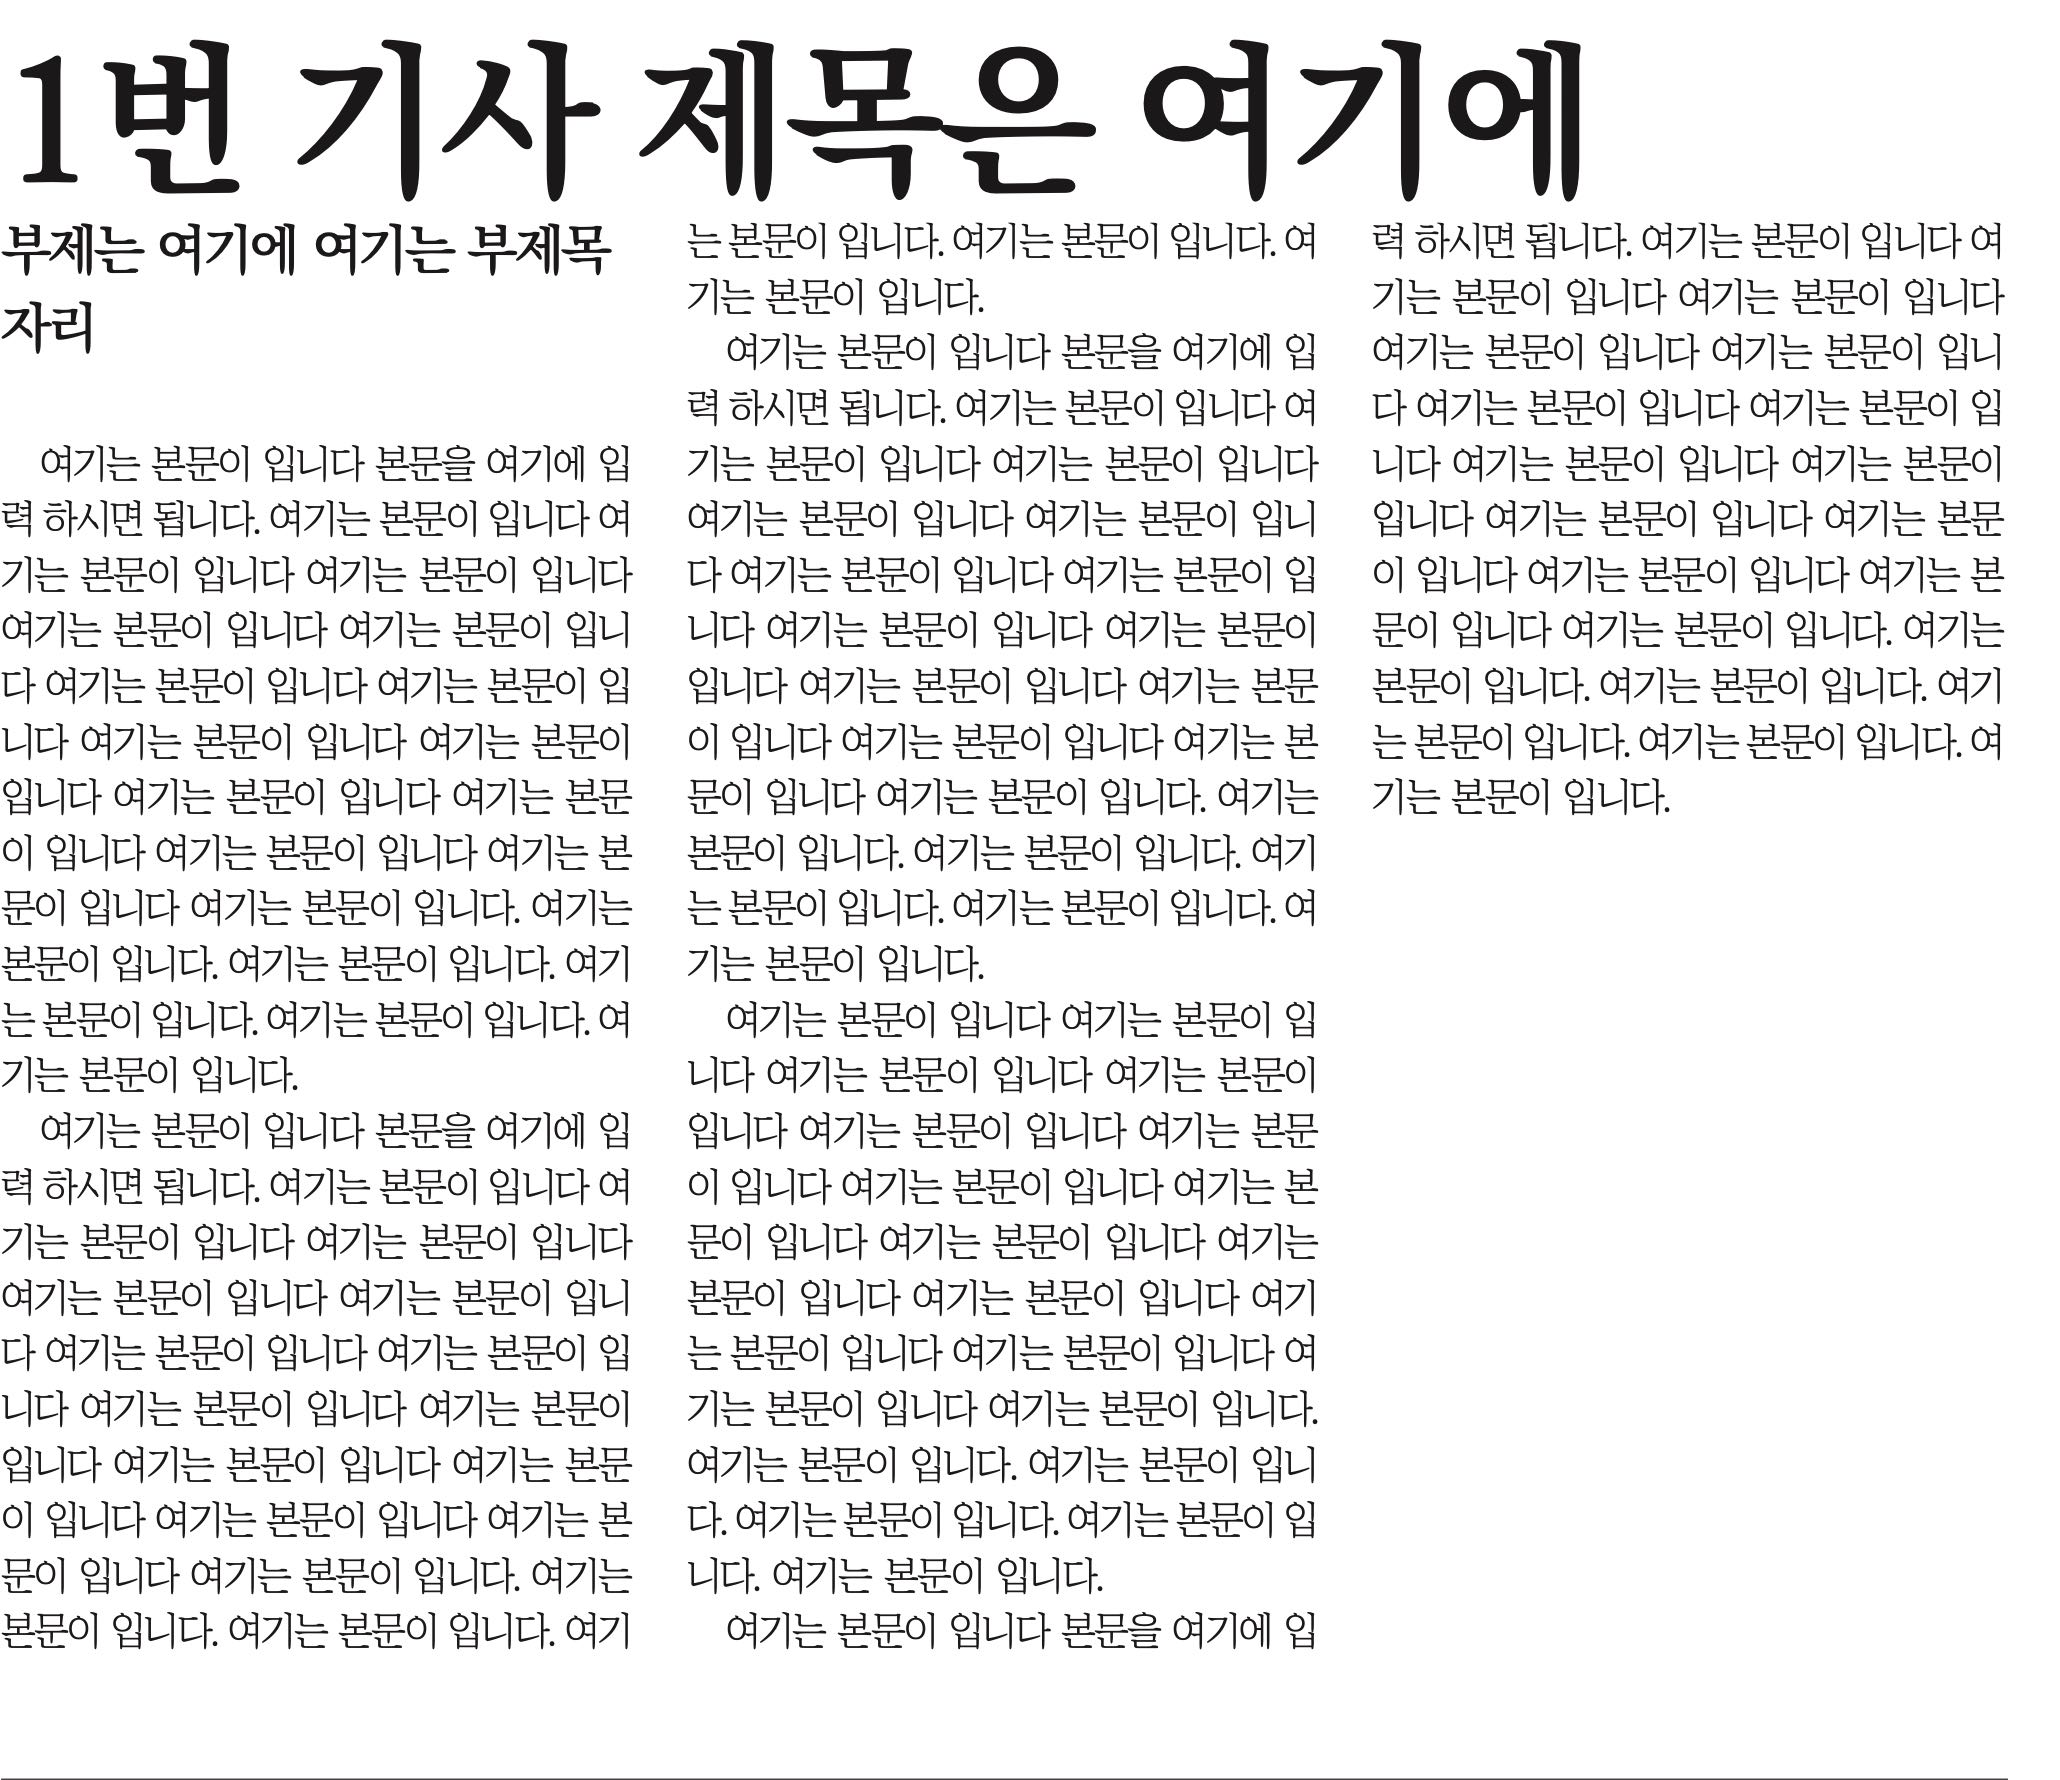 1번 기사 제목은 여기에
부제는 여기에 여기는 부제목
자리
여기는 본문이 입니다 본문을 여기에 입
력 하시면 됩니다. 여기는 본문이 입니다 여
기는 본문이 입니다 여기는 본문이 입니다
여기는 본문이 입니다 여기는 본문이 입니
다 여기는 본문이 입니다 여기는 본문이 입
니다 여기는 본문이 입니다 여기는 본문이
입니다 여기는 본문이 입니다 여기는 본문
이 입니다 여기는 본문이 입니다 여기는 본
문이 입니다 여기는 본문이 입니다. 여기는
본문이 입니다. 여기는 본문이 입니다. 여기
는 본문이 입니다. 여기는 본문이 입니다. 여
기는 본문이 입니다.
여기는 본문이 입니다 본문을 여기에 입
력 하시면 됩니다. 여기는 본문이 입니다 여
기는 본문이 입니다 여기는 본문이 입니다
여기는 본문이 입니다 여기는 본문이 입니
다 여기는 본문이 입니다 여기는 본문이 입
니다 여기는 본문이 입니다 여기는 본문이
입니다 여기는 본문이 입니다 여기는 본문
이 입니다 여기는 본문이 입니다 여기는 본
문이 입니다 여기는 본문이 입니다. 여기는
본문이 입니다. 여기는 본문이 입니다. 여기
는 본문이 입니다. 여기는 본문이 입니다. 여
기는 본문이 입니다.
여기는 본문이 입니다 본문을 여기에 입
력 하시면 됩니다. 여기는 본문이 입니다 여
기는 본문이 입니다 여기는 본문이 입니다
여기는 본문이 입니다 여기는 본문이 입니
다 여기는 본문이 입니다 여기는 본문이 입
니다 여기는 본문이 입니다 여기는 본문이
입니다 여기는 본문이 입니다 여기는 본문
이 입니다 여기는 본문이 입니다 여기는 본
문이 입니다 여기는 본문이 입니다. 여기는
본문이 입니다. 여기는 본문이 입니다. 여기
는 본문이 입니다. 여기는 본문이 입니다. 여
기는 본문이 입니다.
여기는 본문이 입니다 여기는 본문이 입
니다 여기는 본문이 입니다 여기는 본문이
입니다 여기는 본문이 입니다 여기는 본문
이 입니다 여기는 본문이 입니다 여기는 본
문이 입니다 여기는 본문이 입니다 여기는
본문이 입니다 여기는 본문이 입니다 여기
는 본문이 입니다 여기는 본문이 입니다 여
기는 본문이 입니다 여기는 본문이 입니다.
여기는 본문이 입니다. 여기는 본문이 입니
다. 여기는 본문이 입니다. 여기는 본문이 입
니다. 여기는 본문이 입니다.
여기는 본문이 입니다 본문을 여기에 입
력 하시면 됩니다. 여기는 본문이 입니다 여
기는 본문이 입니다 여기는 본문이 입니다
여기는 본문이 입니다 여기는 본문이 입니
다 여기는 본문이 입니다 여기는 본문이 입
니다 여기는 본문이 입니다 여기는 본문이
입니다 여기는 본문이 입니다 여기는 본문
이 입니다 여기는 본문이 입니다 여기는 본
문이 입니다 여기는 본문이 입니다. 여기는
본문이 입니다. 여기는 본문이 입니다. 여기
는 본문이 입니다. 여기는 본문이 입니다. 여
기는 본문이 입니다.